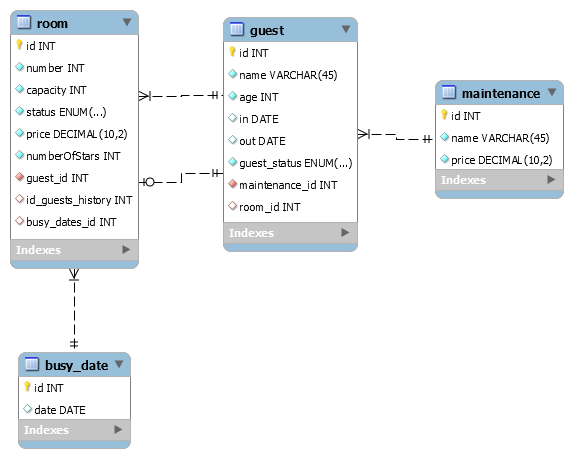 room
id INT
number INT
capacity INT
status ENUM(...)
price DECIMAL(10,2)
numberOfStars INT
guest_id INT
id_guests_history INT
busy_dates_id INT
Indexes
guest
id INT
name VARCHAR(45)
age INT
in DATE
out DATE
guest_status ENUM(...)
maintenance_id INT
room_id INT
Indexes
maintenance
id INT
name VARCHAR(45)
price DECIMAL(10,2)
Indexes
busy_date
id INT
date DATE
Indexes